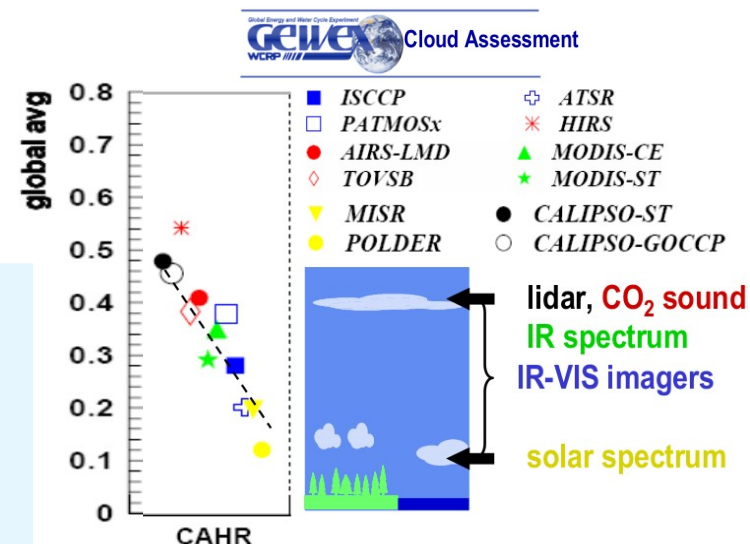 Global Energy and Water Cycle Experiment
GEWEX
WCRP
Cloud Assessment
global avg
0.8
0.7
0.6
0.5
0.4
0.3
0.2
0.1
0
CAHR
ISCCP
PATMOSx
AIRS-LMD
TOVSB
MISR
POLDER
ATSR
HIRS
MODIS-CE
MODIS-ST
CALIPSO-ST
CALIPSO-GOCCP
lidar, CO₂ sound
IR spectrum
IR-VIS imagers
solar spectrum